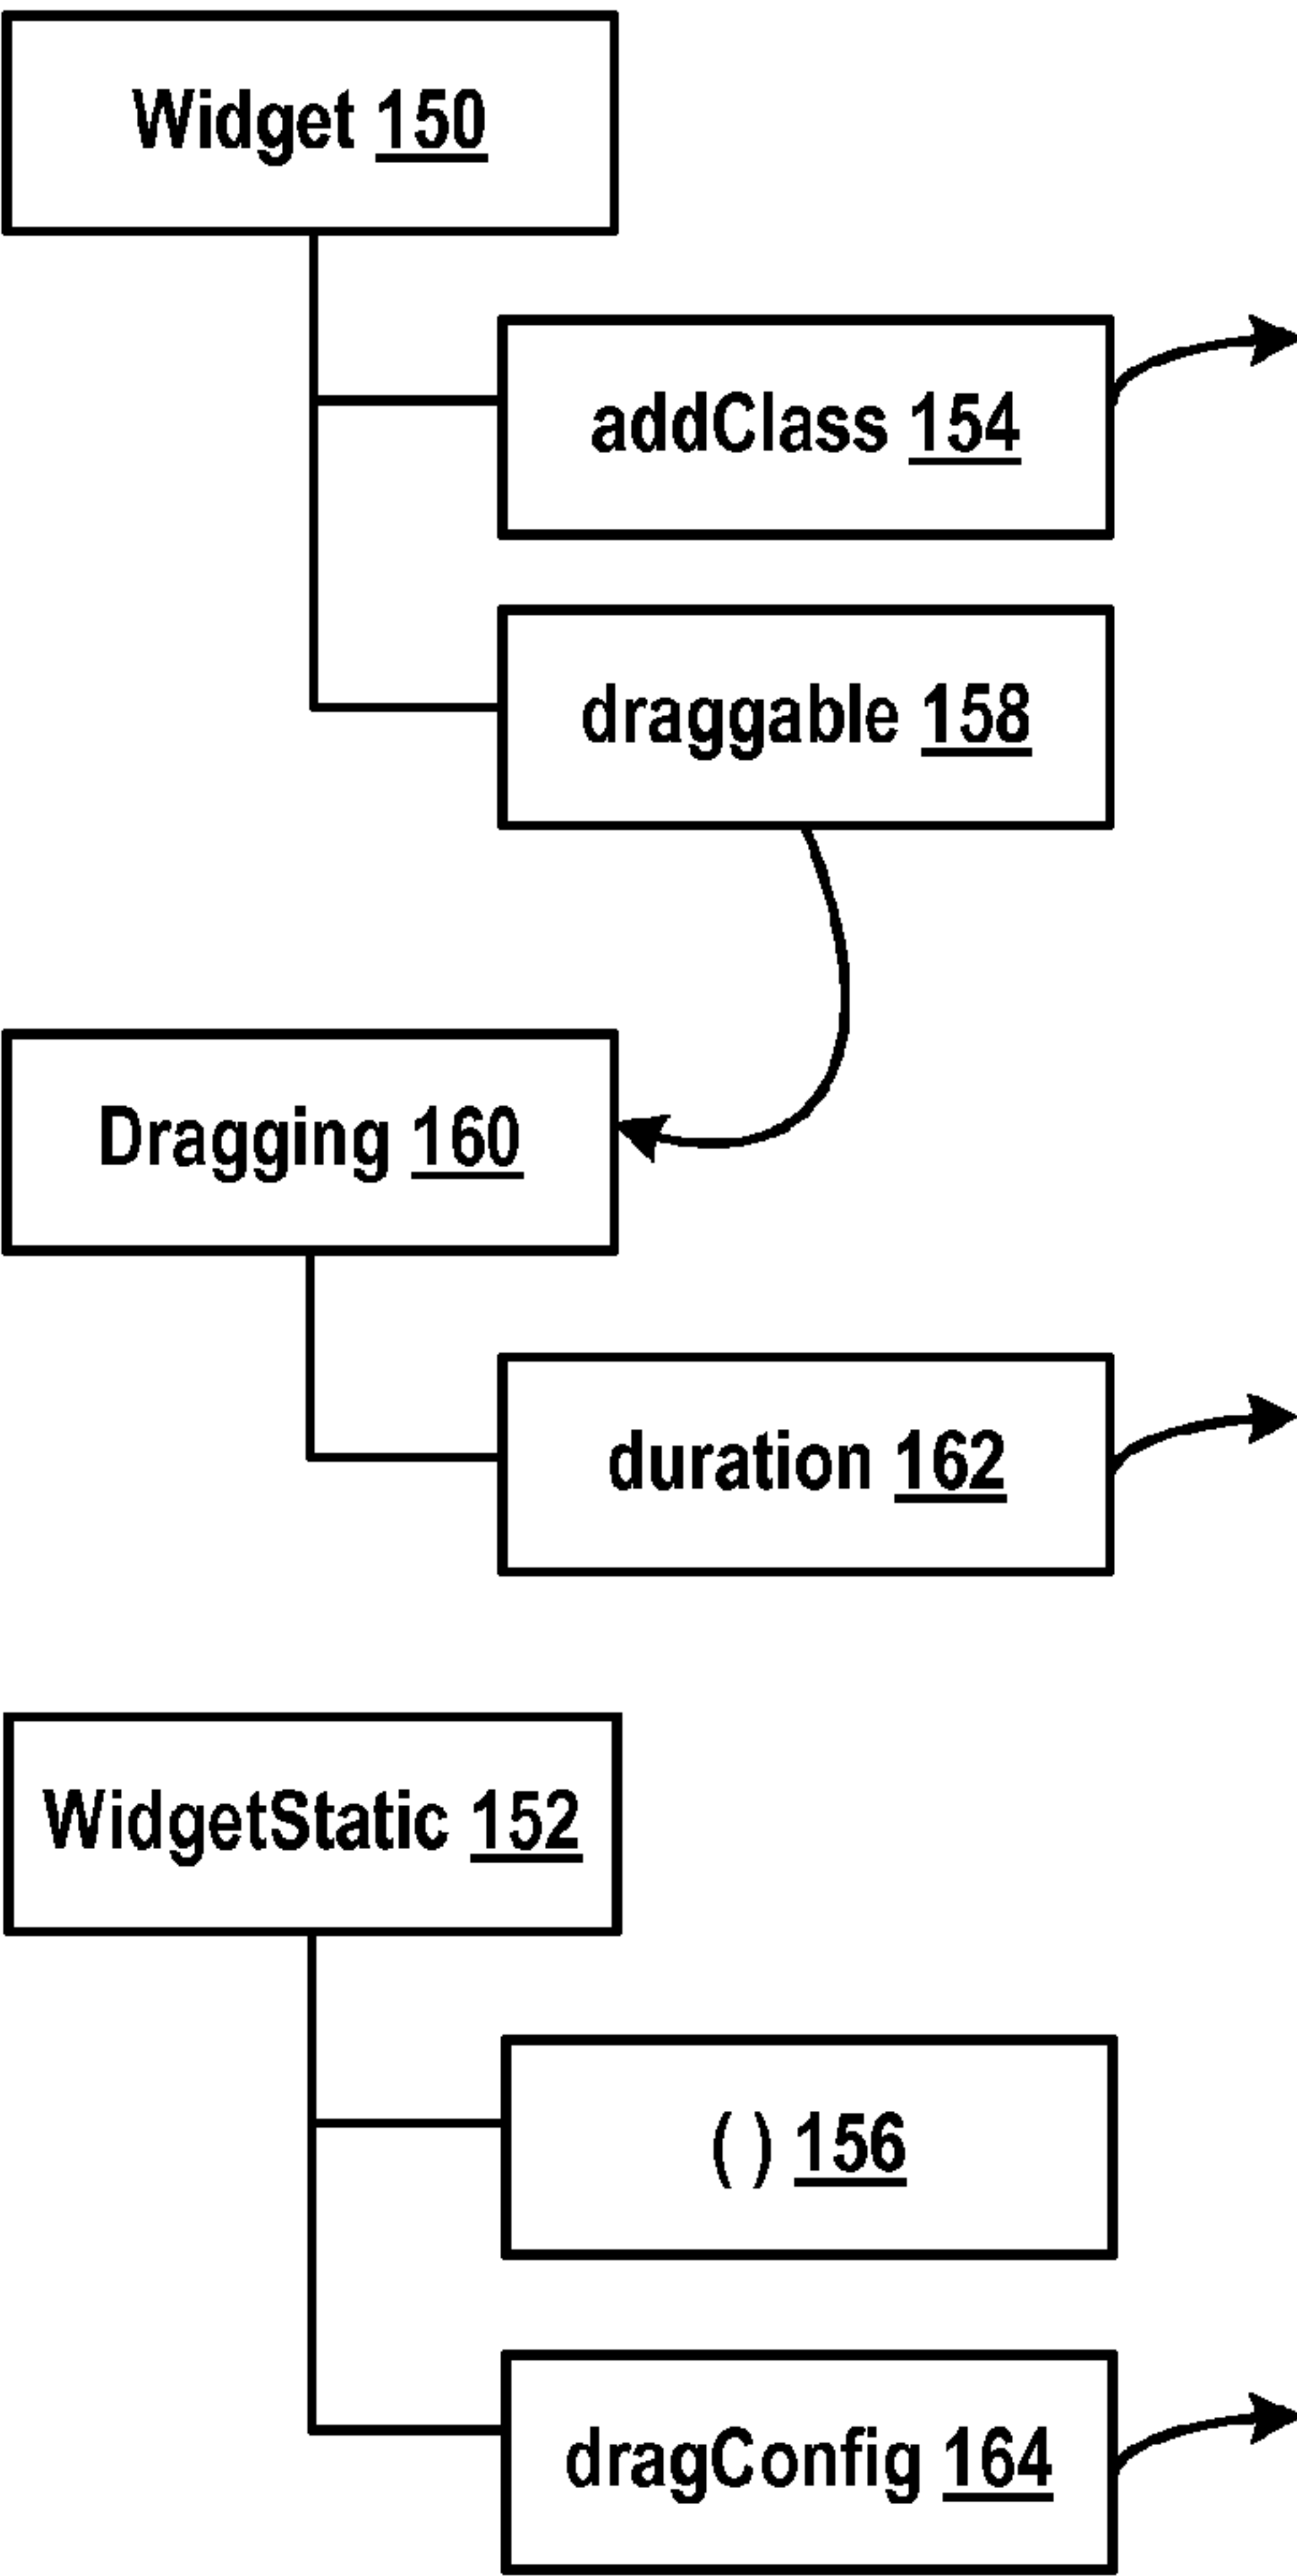 Widget 150
addClass 154
draggable 158
Dragging 160
duration 162
WidgetStatic 152
( ) 156
dragConfig 164